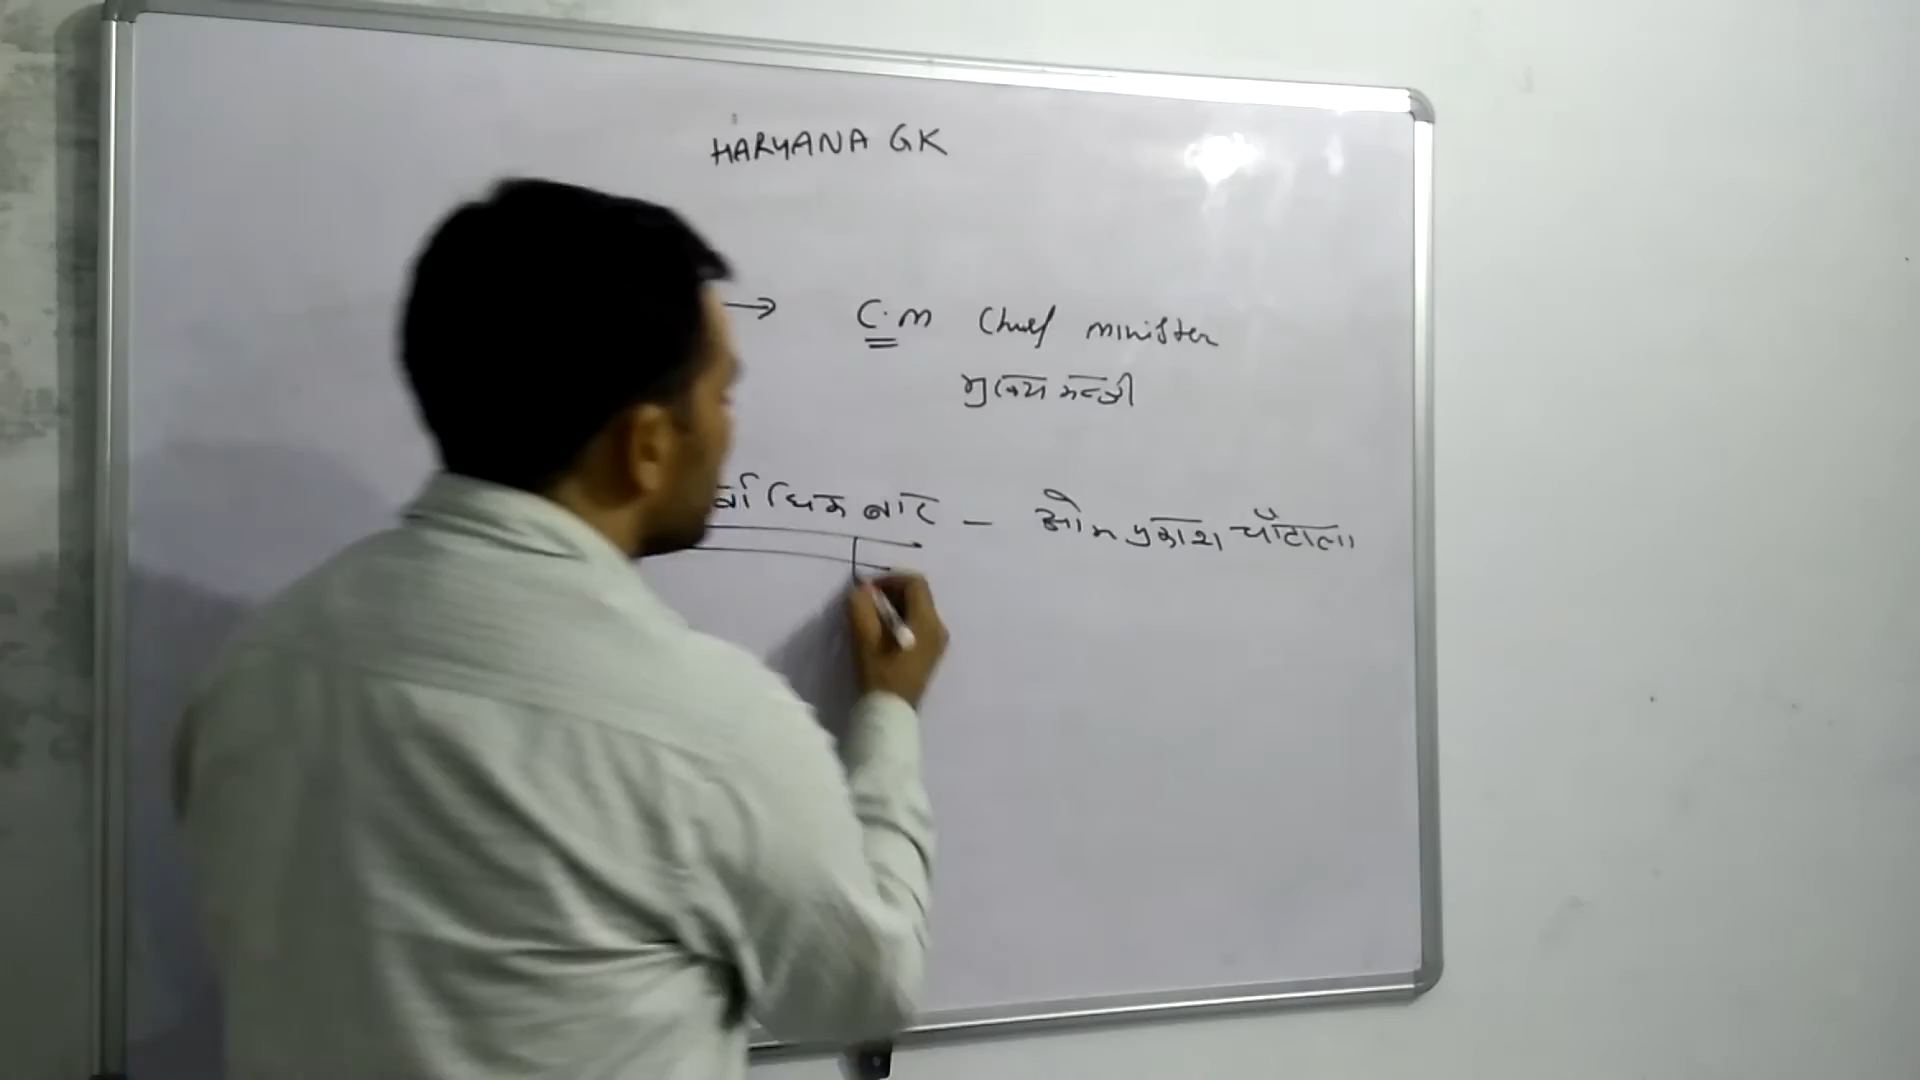 HARYANA GK
→ C.M Chief minister
मुख्य मन्त्री
र्वाधिक बार - ओम प्रकाश चौटाला